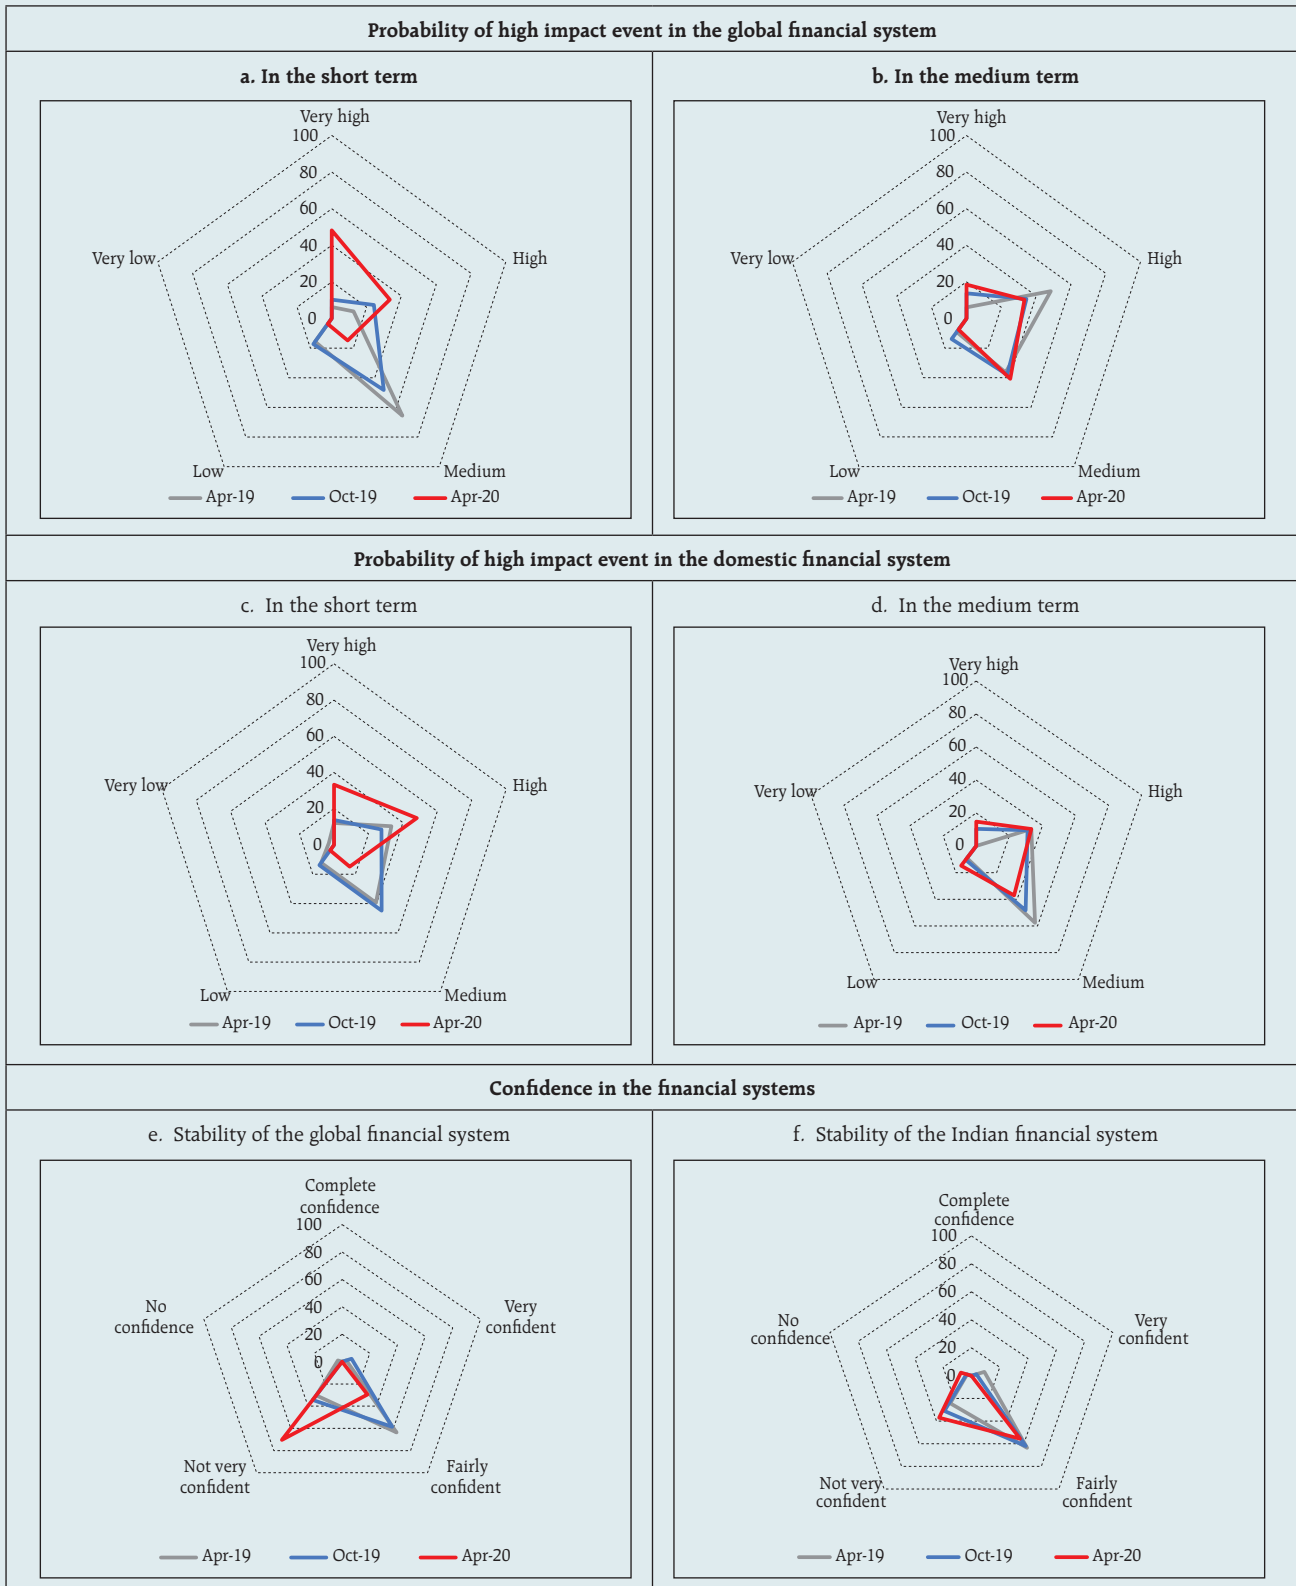 Probability of high impact event in the global financial system
a. In the short term
b. In the medium term
Very high
100
80
60
40
20
0
High
Medium
Low
Very low
Apr-19 Oct-19 Apr-20
Very high
100
80
60
40
20
0
High
Medium
Low
Very low
Apr-19 Oct-19 Apr-20
Probability of high impact event in the domestic financial system
c. In the short term
d. In the medium term
Very high
100
80
60
40
20
0
High
Medium
Low
Very low
Apr-19 Oct-19 Apr-20
Very high
100
80
60
40
20
0
High
Medium
Low
Very low
Apr-19 Oct-19 Apr-20
Confidence in the financial systems
e. Stability of the global financial system
f. Stability of the Indian financial system
Complete
confidence
100
80
60
40
20
0
Very
confident
Fairly
confident
Not very
confident
No
confidence
Apr-19 Oct-19 Apr-20
Complete
confidence
100
80
60
40
20
0
Very
confident
Fairly
confident
Not very
confident
No
confidence
Apr-19 Oct-19 Apr-20